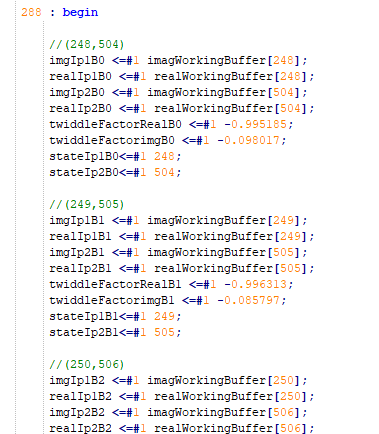 288 : begin
//(248,504)
imgIp1B0 <=#1 imagWorkingBuffer[248];
realIp1B0 <=#1 realWorkingBuffer[248];
imgIp2B0 <=#1 imagWorkingBuffer[504];
realIp2B0 <=#1 realWorkingBuffer[504];
twiddleFactorRealB0 <=#1 -0.995185;
twiddleFactorimgB0 <=#1 -0.098017;
stateIp1B0<=#1 248;
stateIp2B0<=#1 504;
//(249,505)
imgIp1B1 <=#1 imagWorkingBuffer[249];
realIp1B1 <=#1 realWorkingBuffer[249];
imgIp2B1 <=#1 imagWorkingBuffer[505];
realIp2B1 <=#1 realWorkingBuffer[505];
twiddleFactorRealB1 <=#1 -0.996313;
twiddleFactorimgB1 <=#1 -0.085797;
stateIp1B1<=#1 249;
stateIp2B1<=#1 505;
//(250,506)
imgIp1B2 <=#1 imagWorkingBuffer[250];
realIp1B2 <=#1 realWorkingBuffer[250];
imgIp2B2 <=#1 imagWorkingBuffer[506];
realIp2B2 <=#1 realWorkingBuffer[506];